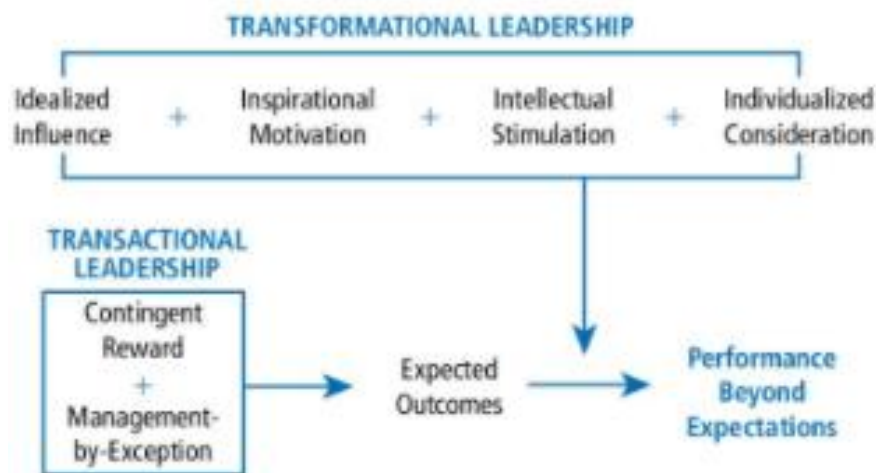 TRANSFORMATIONAL LEADERSHIP
Idealized
Influence
+
Inspirational
Motivation
+
Intellectual
Stimulation
+
Individualized
Consideration
TRANSACTIONAL
LEADERSHIP
Contingent
Reward
+
Management-
by-Exception
Expected
Outcomes
Performance
Beyond
Expectations